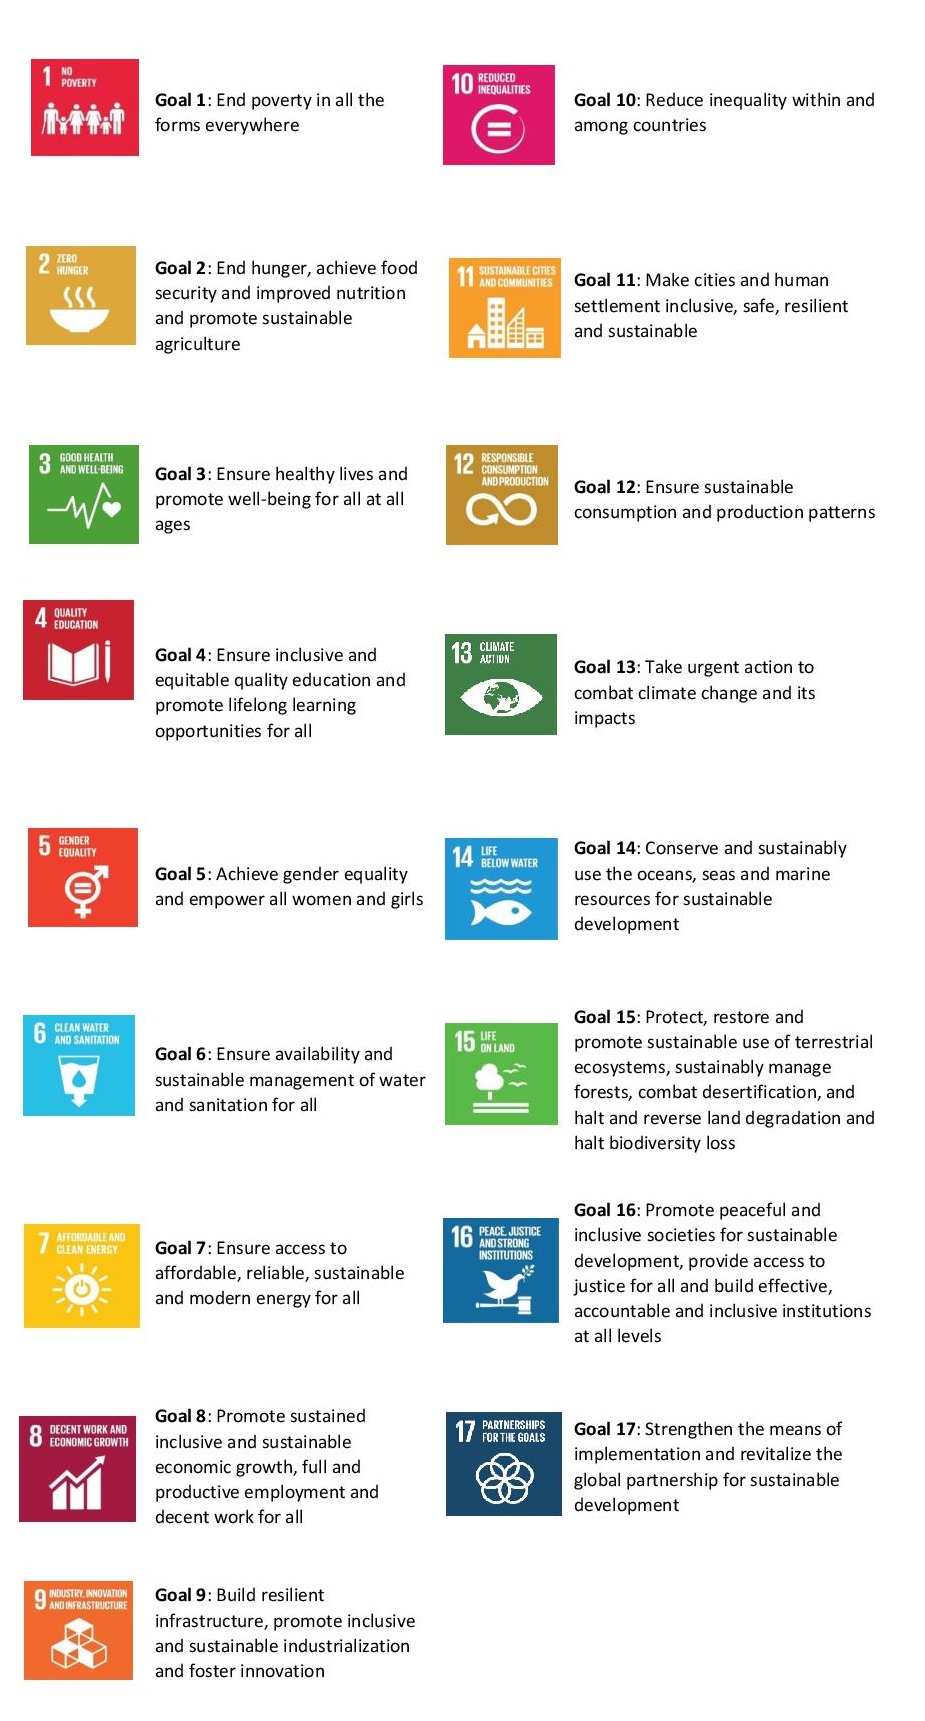 1 NO
POVERTY
Goal 1: End poverty in all the
forms everywhere
2 ZERO
HUNGER
Goal 2: End hunger, achieve food
security and improved nutrition
and promote sustainable
agriculture
3 GOOD HEALTH
AND WELL-BEING
Goal 3: Ensure healthy lives and
promote well-being for all at all
ages
4 QUALITY
EDUCATION
Goal 4: Ensure inclusive and
equitable quality education and
promote lifelong learning
opportunities for all
5 GENDER
EQUALITY
Goal 5: Achieve gender equality
and empower all women and girls
6 CLEAN WATER
AND SANITATION
Goal 6: Ensure availability and
sustainable management of water
and sanitation for all
7 AFFORDABLE AND
CLEAN ENERGY
Goal 7: Ensure access to
affordable, reliable, sustainable
and modern energy for all
8 DECENT WORK AND
ECONOMIC GROWTH
Goal 8: Promote sustained
inclusive and sustainable
economic growth, full and
productive employment and
decent work for all
9 INDUSTRY, INNOVATION
AND INFRASTRUCTURE
Goal 9: Build resilient
infrastructure, promote inclusive
and sustainable industrialization
and foster innovation
10 REDUCED
INEQUALITIES
Goal 10: Reduce inequality within and
among countries
11 SUSTAINABLE CITIES
AND COMMUNITIES
Goal 11: Make cities and human
settlement inclusive, safe, resilient
and sustainable
12 RESPONSIBLE
CONSUMPTION
AND PRODUCTION
Goal 12: Ensure sustainable
consumption and production patterns
13 CLIMATE
ACTION
Goal 13: Take urgent action to
combat climate change and its
impacts
14 LIFE
BELOW WATER
Goal 14: Conserve and sustainably
use the oceans, seas and marine
resources for sustainable
development
15 LIFE
ON LAND
Goal 15: Protect, restore and
promote sustainable use of terrestrial
ecosystems, sustainably manage
forests, combat desertification, and
halt and reverse land degradation and
halt biodiversity loss
16 PEACE, JUSTICE
AND STRONG
INSTITUTIONS
Goal 16: Promote peaceful and
inclusive societies for sustainable
development, provide access to
justice for all and build effective,
accountable and inclusive institutions
at all levels
17 PARTNERSHIPS
FOR THE GOALS
Goal 17: Strengthen the means of
implementation and revitalize the
global partnership for sustainable
development